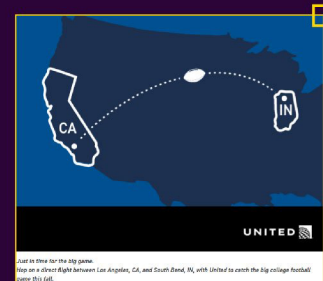 CA
IN
UNITED
Just in time for the big game.
Hop on a direct flight between Los Angeles, CA, and South Bend, IN, with United to catch the big college football
game this fall.